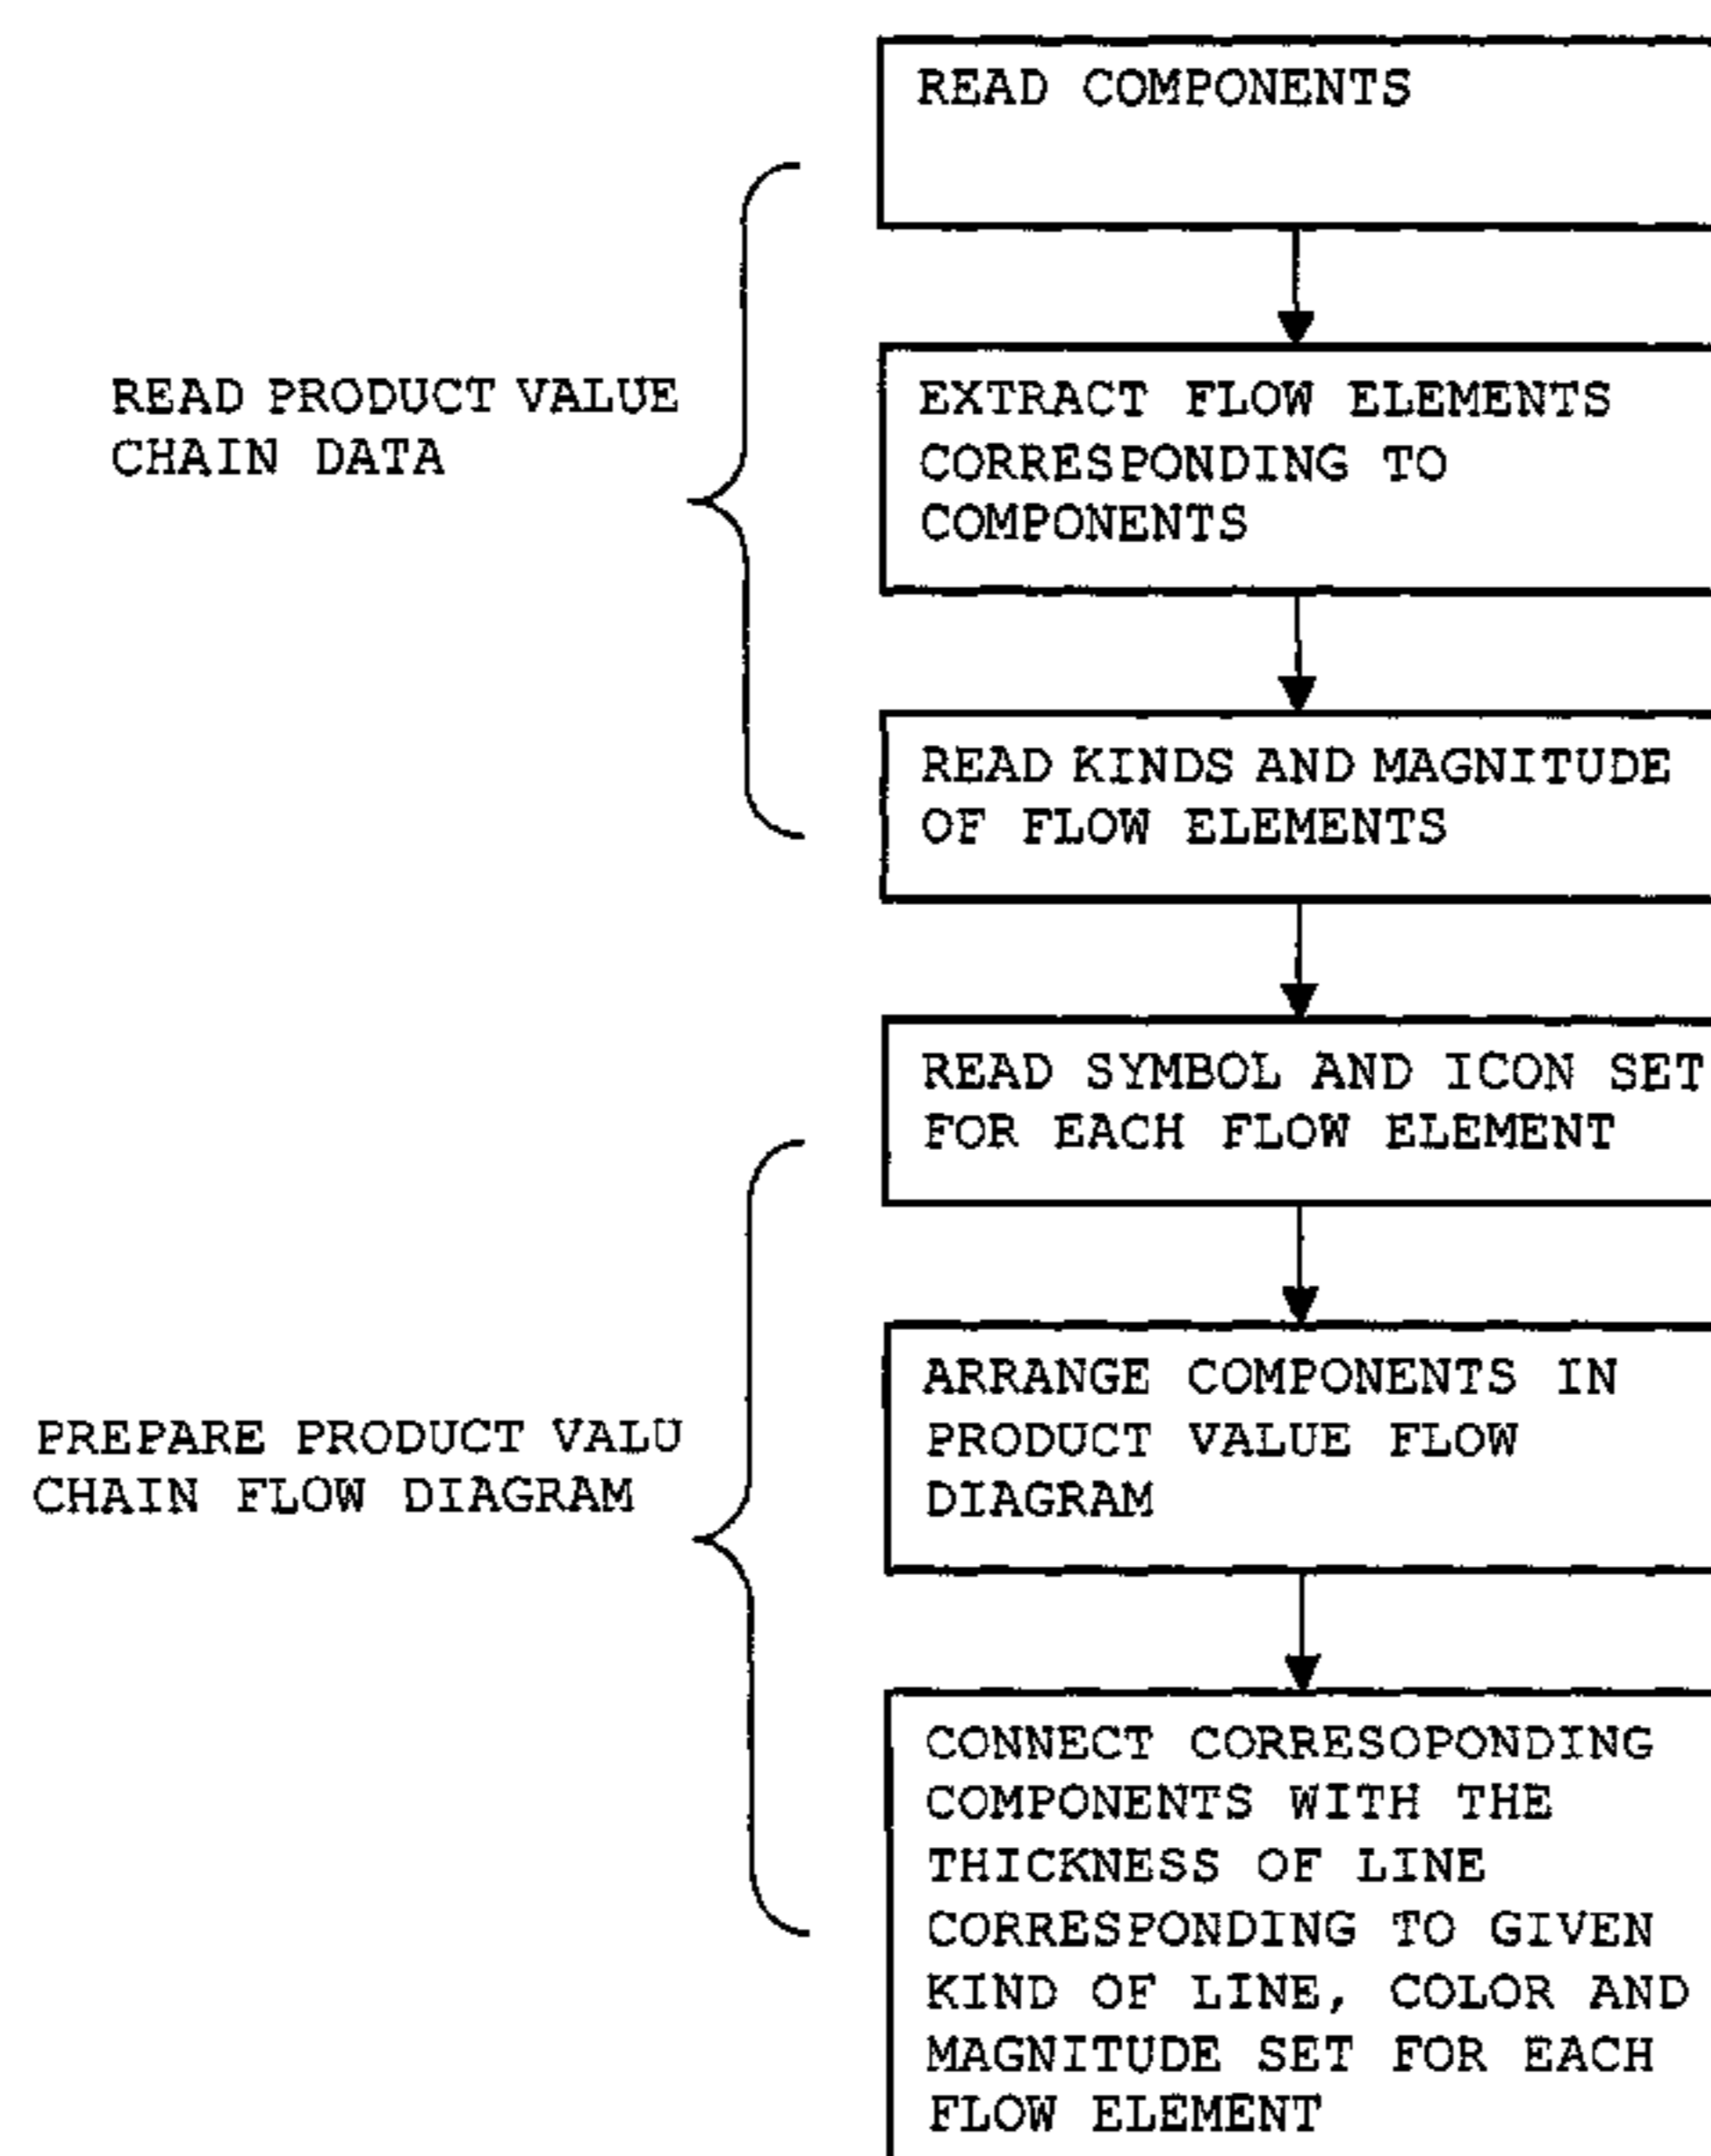 READ COMPONENTS
READ PRODUCT VALUE
CHAIN DATA
EXTRACT FLOW ELEMENTS
CORRESPONDING TO
COMPONENTS
READ KINDS AND MAGNITUDE
OF FLOW ELEMENTS
READ SYMBOL AND ICON SET
FOR EACH FLOW ELEMENT
PREPARE PRODUCT VALU
CHAIN FLOW DIAGRAM
ARRANGE COMPONENTS IN
PRODUCT VALUE FLOW
DIAGRAM
CONNECT CORRESOPONDING
COMPONENTS WITH THE
THICKNESS OF LINE
CORRESPONDING TO GIVEN
KIND OF LINE, COLOR AND
MAGNITUDE SET FOR EACH
FLOW ELEMENT